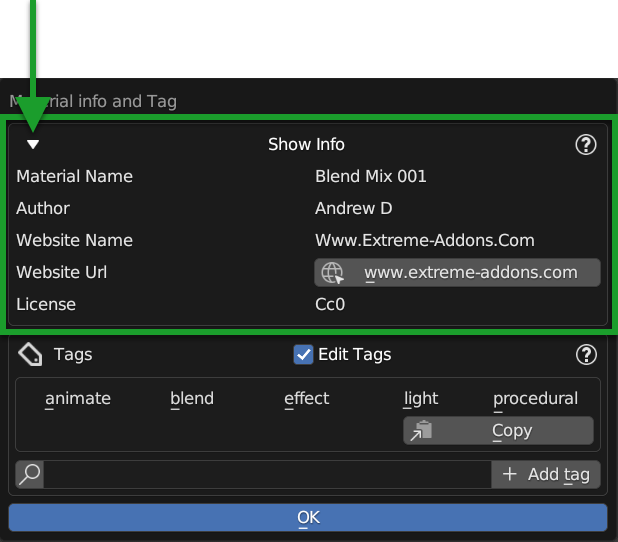 Material info and Tag
Show Info
Material Name Blend Mix 001
Author Andrew D
Website Name Www.Extreme-Addons.Com
Website Url www.extreme-addons.com
License Cc0
Tags Edit Tags
animate blend effect light procedural
Copy
+ Add tag
OK